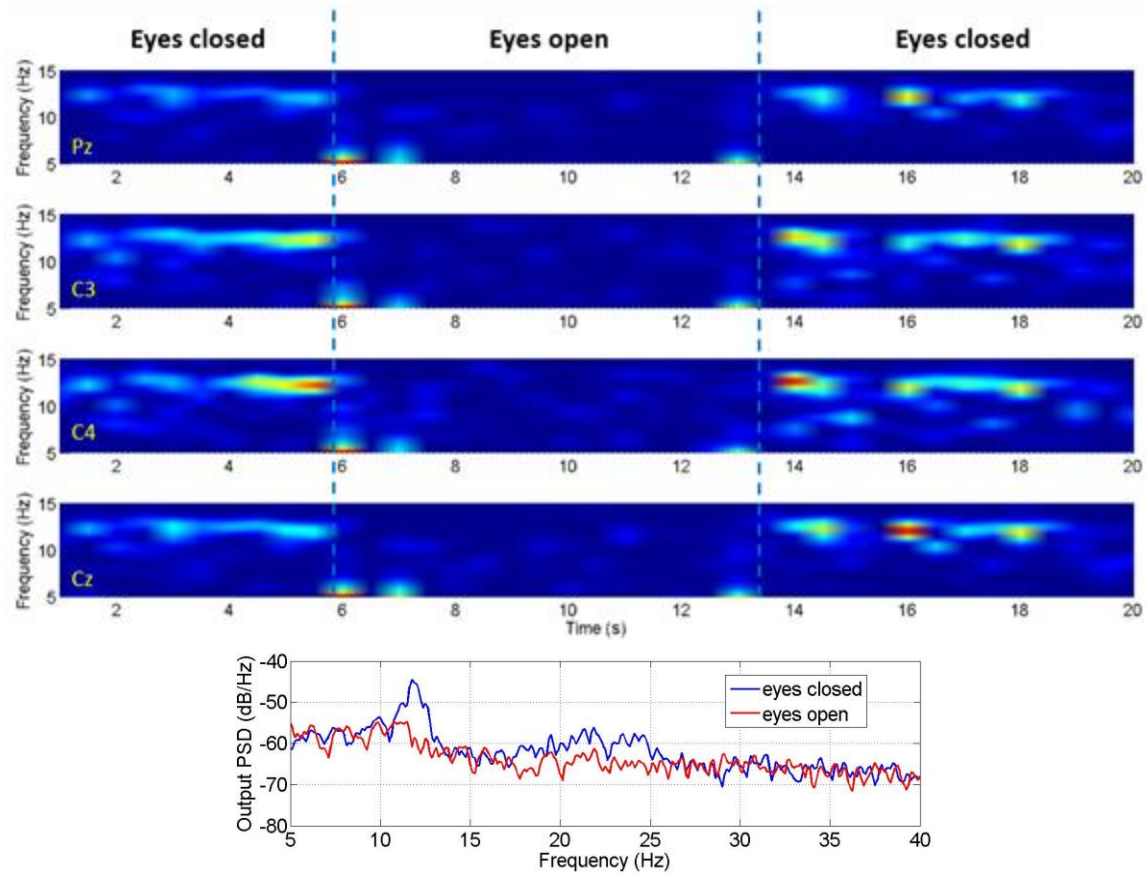 Eyes closed Eyes open Eyes closed
Frequency (Hz)
15
10
5
Pz
2 4 6 8 10 12 14 16 18 20
Frequency (Hz)
15
10
5
C3
2 4 6 8 10 12 14 16 18 20
Frequency (Hz)
15
10
5
C4
2 4 6 8 10 12 14 16 18 20
Frequency (Hz)
15
10
5
Cz
2 4 6 8 10 12 14 16 18 20
Time (s)
Output PSD (dB/Hz)
-40
-50
-60
-70
-80
eyes closed
eyes open
5 10 15 20 25 30 35 40
Frequency (Hz)